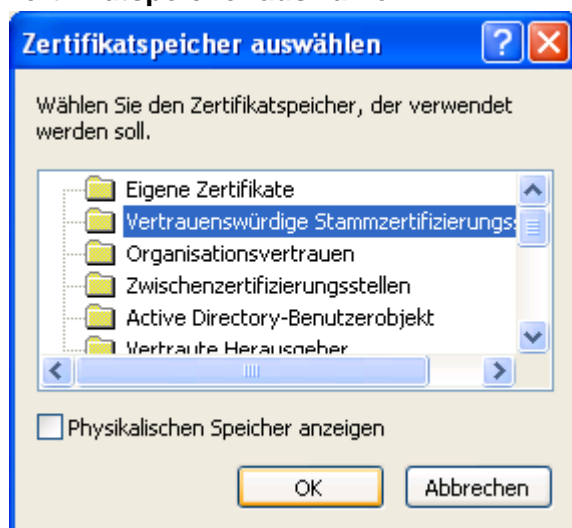 Zertifikatspeicher auswählen
Wählen Sie den Zertifikatspeicher, der verwendet
werden soll.
Eigene Zertifikate
Vertrauenswürdige Stammzertifizierungs
Organisationsvertrauen
Zwischenzertifizierungsstellen
Active Directory-Benutzerobjekt
Vertraute Herausgeber
Physikalischen Speicher anzeigen
OK
Abbrechen